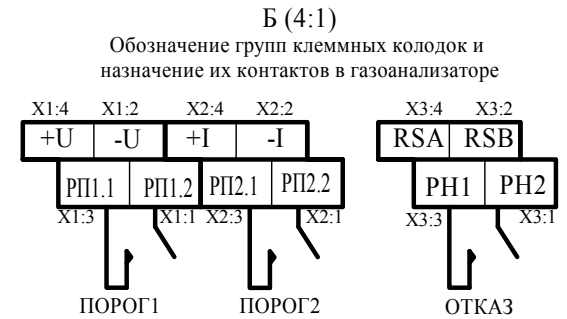 Б (4:1)
Обозначение групп клеммных колодок и
назначение их контактов в газоанализаторе
X1:4 X1:2 X2:4 X2:2 X3:4 X3:2
+U -U +I -I RSA RSB
РП1.1 РП1.2 РП2.1 РП2.2 РН1 РН2
X1:3 X1:1 X2:3 X2:1 X3:3 X3:1
ПОРОГ1 ПОРОГ2 ОТКАЗ